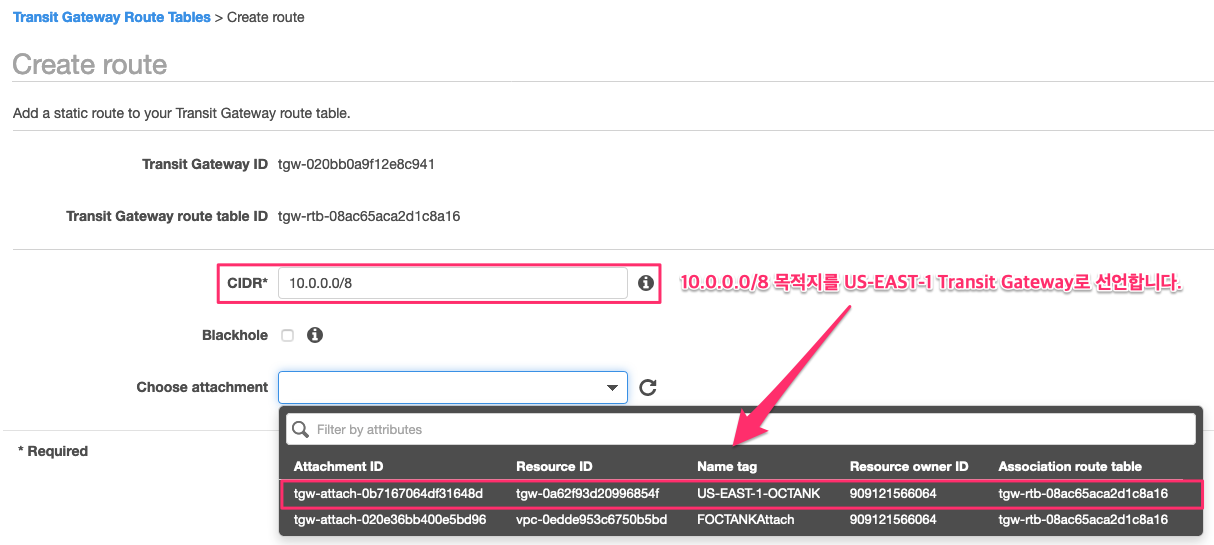 Transit Gateway Route Tables > Create route
Create route
Add a static route to your Transit Gateway route table.
Transit Gateway ID tgw-020bb0a9f12e8c941
Transit Gateway route table ID tgw-rtb-08ac65aca2d1c8a16
CIDR* 10.0.0.0/8
10.0.0.0/8 목적지를 US-EAST-1 Transit Gateway로 선언합니다.
Blackhole
Choose attachment
Filter by attributes
* Required
Attachment ID Resource ID Name tag Resource owner ID Association route table
tgw-attach-0b7167064df31648d tgw-0a62f93d20996854f US-EAST-1-OCTANK 909121566064 tgw-rtb-08ac65aca2d1c8a16
tgw-attach-020e36bb400e5bd96 vpc-0edde953c6750b5bd FOCTANKAttach 909121566064 tgw-rtb-08ac65aca2d1c8a16